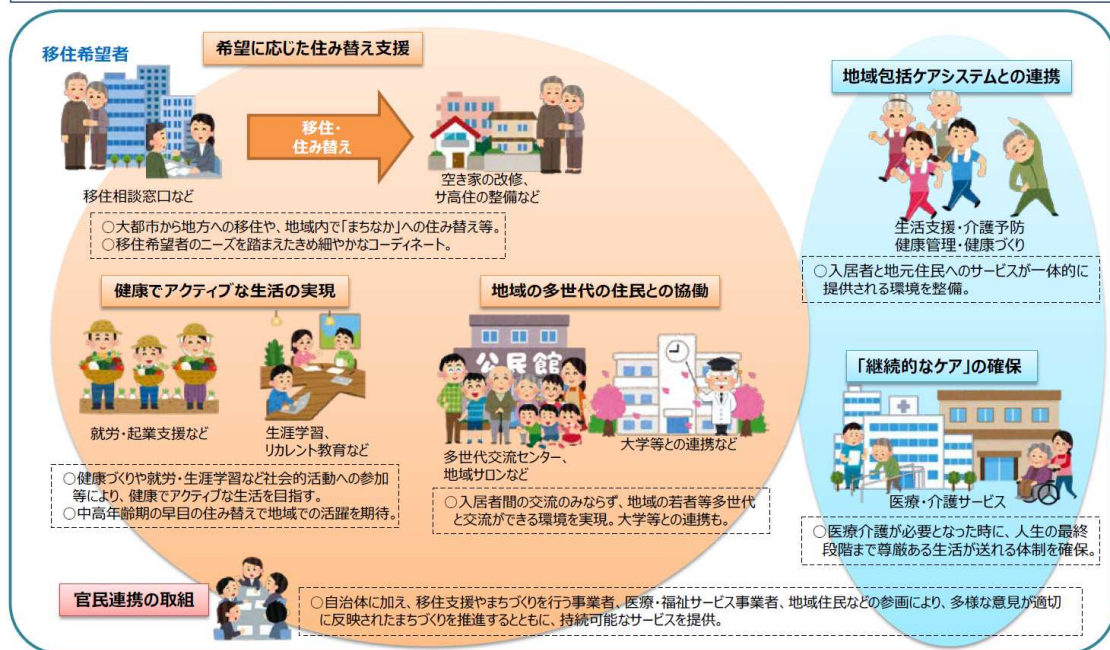 移住希望者
希望に応じた住み替え支援
移住・
住み替え
移住相談窓口など
空き家の改修、
サ高住の整備など
○大都市から地方への移住や、地域内で「まちなか」への住み替え等。
○移住希望者のニーズを踏まえたきめ細やかなコーディネート。
地域包括ケアシステムとの連携
生活支援・介護予防
健康管理・健康づくり
○入居者と地元住民へのサービスが一体的に
提供される環境を整備。
健康でアクティブな生活の実現
就労・起業支援など
生涯学習、
リカレント教育など
○健康づくりや就労・生涯学習など社会的活動への参加
等により、健康でアクティブな生活を目指す。
○中高年齢期の早目の住み替えで地域での活躍を期待。
地域の多世代の住民との協働
公民館
多世代交流センター、
地域サロンなど
大学等との連携など
○入居者間の交流のみならず、地域の若者等多世代
と交流ができる環境を実現。大学等との連携も。
「継続的なケア」の確保
医療・介護サービス
○医療介護が必要となった時に、人生の最終
段階まで尊厳ある生活が送れる体制を確保。
官民連携の取組
○自治体に加え、移住支援やまちづくりを行う事業者、医療・福祉サービス事業者、地域住民などの参画により、多様な意見が適切
に反映されたまちづくりを推進するとともに、持続可能なサービスを提供。